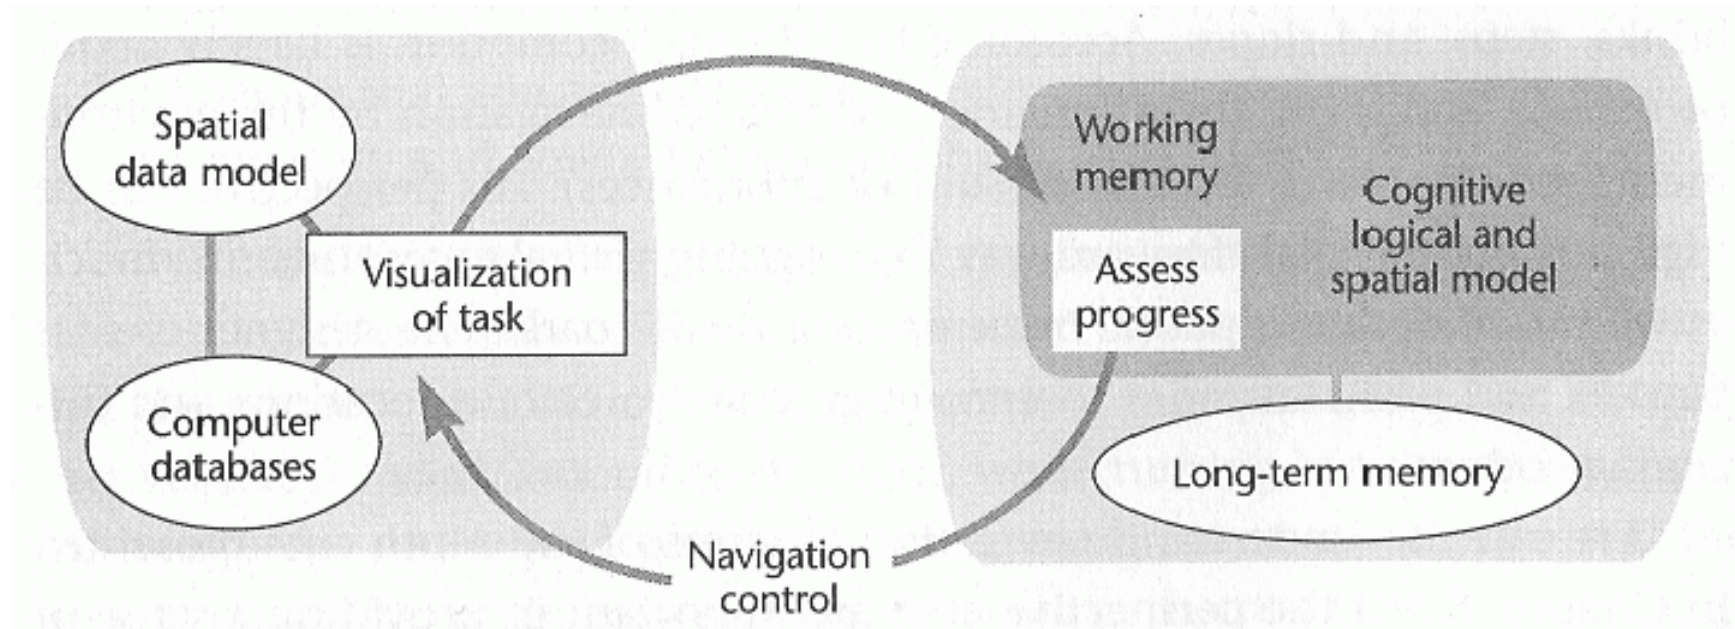 Spatial
data model
Visualization
of task
Computer
databases
Working
memory
Cognitive
logical and
spatial model
Assess
progress
Long-term memory
Navigation
control